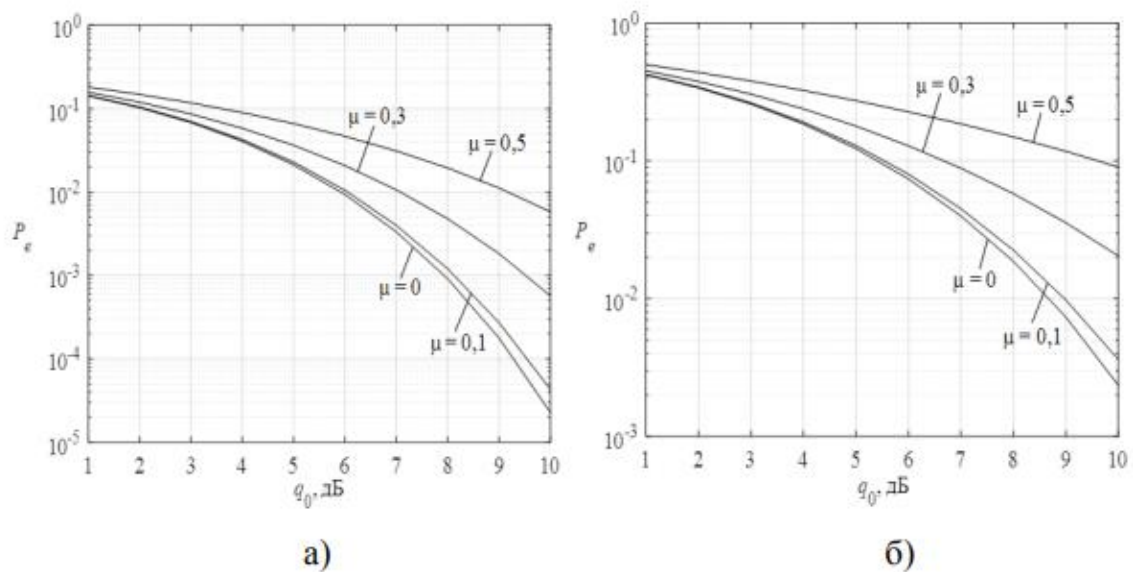 10⁰
10⁻¹
10⁻²
10⁻³
10⁻⁴
10⁻⁵
P_e
μ = 0,3
μ = 0,5
μ = 0
μ = 0,1
1 2 3 4 5 6 7 8 9 10
q₀, дБ
а)
10⁰
10⁻¹
10⁻²
10⁻³
P_e
μ = 0,3
μ = 0,5
μ = 0
μ = 0,1
1 2 3 4 5 6 7 8 9 10
q₀, дБ
б)